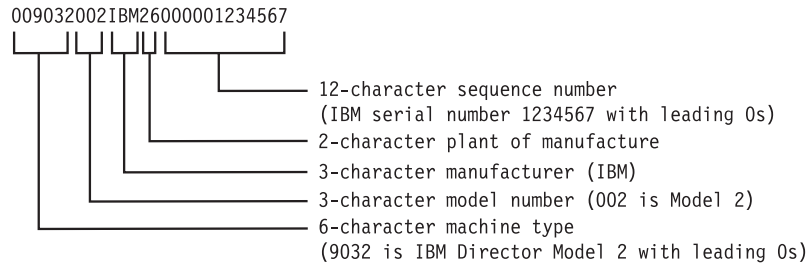 009032002IBM26000001234567
12-character sequence number
(IBM serial number 1234567 with leading 0s)
2-character plant of manufacture
3-character manufacturer (IBM)
3-character model number (002 is Model 2)
6-character machine type
(9032 is IBM Director Model 2 with leading 0s)